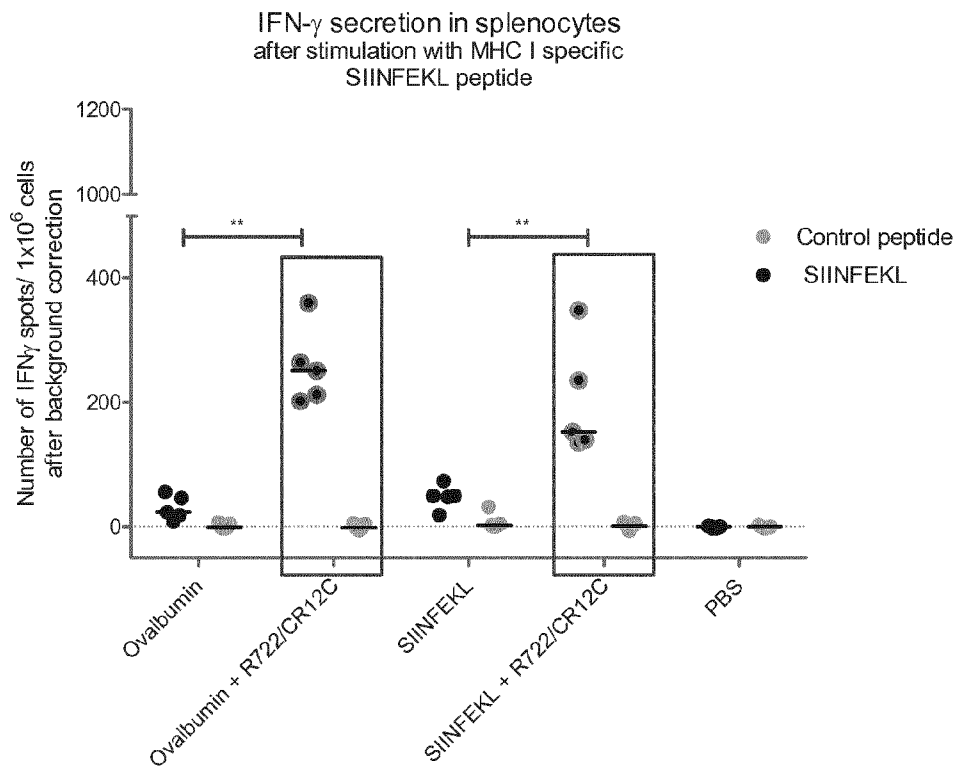 IFN-γ secretion in splenocytes
after stimulation with MHC I specific
SIINFEKL peptide
Number of IFNγ spots/ 1x10⁶ cells
after background correction
1200
1000
400
200
0
**
**
Control peptide
SIINFEKL
Ovalbumin
Ovalbumin + R722/CR12C
SIINFEKL
SIINFEKL + R722/CR12C
PBS